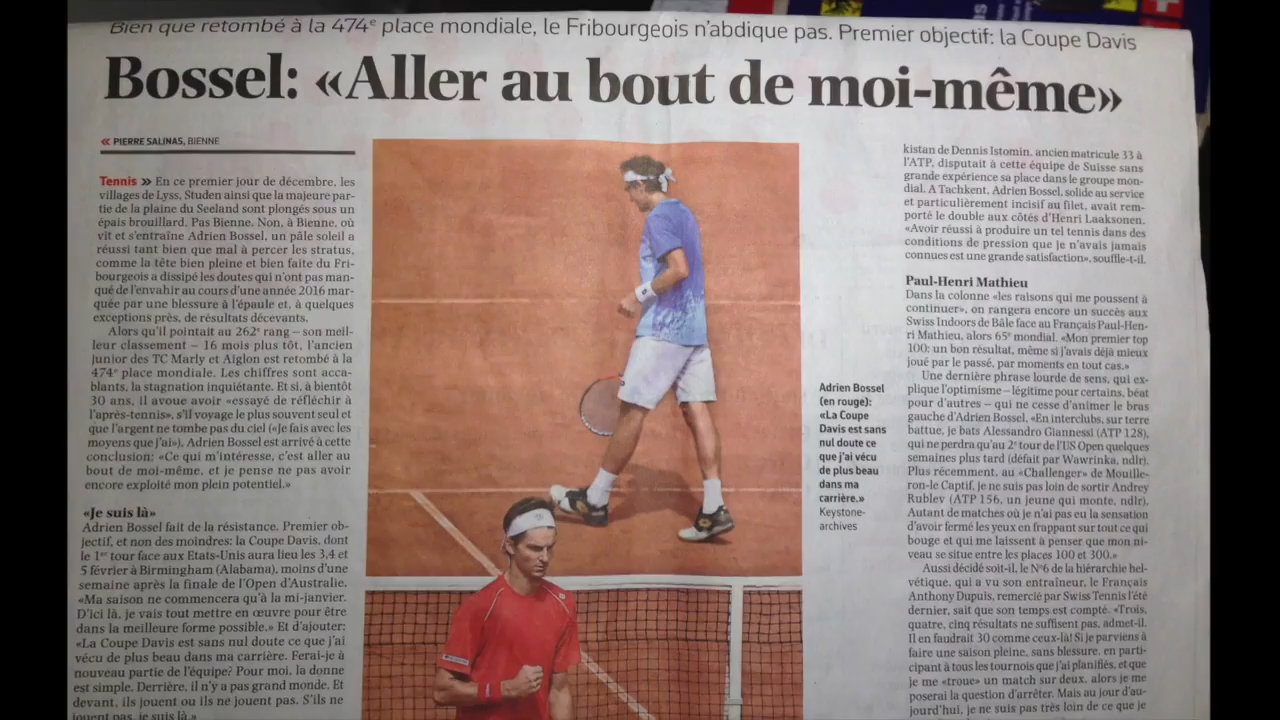 Bien que retombé à la 474e place mondiale, le Fribourgeois n'abdique pas. Premier objectif: la Coupe Davis
Bossel: «Aller au bout de moi-même»
« PIERRE SALINAS, BIENNE
Tennis » En ce premier jour de décembre, les
villages de Lyss, Studen ainsi que la majeure par-
tie de la plaine du Seeland sont plongés sous un
épais brouillard. Pas Bienne. Non, à Bienne, où
vit et s'entraîne Adrien Bossel, un pâle soleil a
réussi tant bien que mal à percer les stratus,
comme la tête bien pleine et bien faite du Fri-
bourgeois a dissipé les doutes qui n'ont pas man-
qué de l'envahir au cours d'une année 2016 mar-
quée par une blessure à l'épaule et, à quelques
exceptions près, de résultats décevants.
Alors qu'il pointait au 262e rang – son meil-
leur classement – 16 mois plus tôt, l'ancien
junior des TC Marly et Aiglon est retombé à la
474e place mondiale. Les chiffres sont acca-
blants, la stagnation inquiétante. Et si, à bientôt
30 ans, il avoue avoir «essayé de réfléchir à
l'après-tennis», s'il voyage le plus souvent seul et
que l'argent ne tombe pas du ciel («Je fais avec les
moyens que j'ai»), Adrien Bossel est arrivé à cette
conclusion: «Ce qui m'intéresse, c'est aller au
bout de moi-même, et je pense ne pas avoir
encore exploité mon plein potentiel.»
«Je suis là»
Adrien Bossel fait de la résistance. Premier ob-
jectif, et non des moindres: la Coupe Davis, dont
le 1er tour face aux Etats-Unis aura lieu les 3,4 et
5 février à Birmingham (Alabama), moins d'une
semaine après la finale de l'Open d'Australie.
«Ma saison ne commencera qu'à la mi-janvier.
D'ici là, je vais tout mettre en œuvre pour être
dans la meilleure forme possible.» Et d'ajouter:
«La Coupe Davis est sans nul doute ce que j'ai
vécu de plus beau dans ma carrière. Ferai-je à
nouveau partie de l'équipe? Pour moi, la donne
est simple. Derrière, il n'y a pas grand monde. Et
devant, ils jouent ou ils ne jouent pas. S'ils ne
jouent pas, je suis là.»
Adrien Bossel
(en rouge):
«La Coupe
Davis est sans
nul doute ce
que j'ai vécu
de plus beau
dans ma
carrière.»
Keystone-
archives
kistan de Dennis Istomin, ancien matricule 33 à
l'ATP, disputait à cette équipe de Suisse sans
grande expérience sa place dans le groupe mon-
dial. A Tachkent, Adrien Bossel, solide au service
et particulièrement incisif au filet, avait rem-
porté le double aux côtés d'Henri Laaksonen.
«Avoir réussi à produire un tel tennis dans des
conditions de pression que je n'avais jamais
connues est une grande satisfaction», souffle-t-il.
Paul-Henri Mathieu
Dans la colonne «les raisons qui me poussent à
continuer», on rangera encore un succès aux
Swiss Indoors de Bâle face au Français Paul-Hen-
ri Mathieu, alors 65e mondial. «Mon premier top
100: un bon résultat, même si j'avais déjà mieux
joué par le passé, par moments en tout cas.»
Une dernière phrase lourde de sens, qui ex-
plique l'optimisme – légitime pour certains, béat
pour d'autres – qui ne cesse d'animer le bras
gauche d'Adrien Bossel. «En interclubs, sur terre
battue, je bats Alessandro Giannessi (ATP 128),
qui ne perdra qu'au 2e tour de l'US Open quelques
semaines plus tard (défait par Wawrinka, ndlr).
Plus récemment, au «Challenger» de Mouille-
ron-le Captif, je ne suis pas loin de sortir Andrey
Rublev (ATP 156, un jeune qui monte, ndlr).
Autant de matches où je n'ai pas eu la sensation
d'avoir fermé les yeux en frappant sur tout ce qui
bouge et qui me laissent à penser que mon ni-
veau se situe entre les places 100 et 300.»
Aussi décidé soit-il, le N°6 de la hiérarchie hel-
vétique, qui a vu son entraîneur, le Français
Anthony Dupuis, remercié par Swiss Tennis l'été
dernier, sait que son temps est compté. «Trois,
quatre, cinq résultats ne suffisent pas, admet-il.
Il en faudrait 30 comme ceux-là! Si je parviens à
faire une saison pleine, sans blessure, en parti-
cipant à tous les tournois que j'ai planifiés, et que
je me «troue» un match sur deux, alors je me
poserai la question d'arrêter. Mais au jour d'au-
jourd'hui, je ne suis pas très loin de ce que je